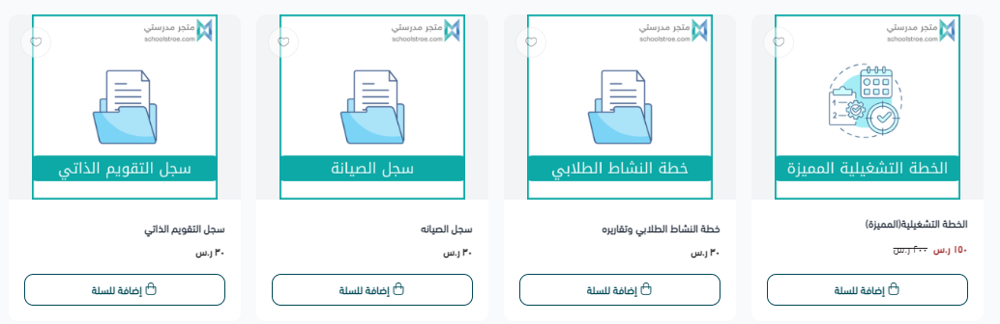 متجر مدرستي
schoolstroe.com
الخطة التشغيلية المميزة
الخطة التشغيلية(المميزة)
١٥٠ ر.س ٢٠٠ ر.س
إضافة للسلة
متجر مدرستي
schoolstroe.com
خطة النشاط الطلابي
خطة النشاط الطلابي وتقاريره
٣٠ ر.س
إضافة للسلة
متجر مدرستي
schoolstroe.com
سجل الصيانة
سجل الصيانه
٣٠ ر.س
إضافة للسلة
متجر مدرستي
schoolstroe.com
سجل التقويم الذاتي
سجل التقويم الذاتي
٣٠ ر.س
إضافة للسلة